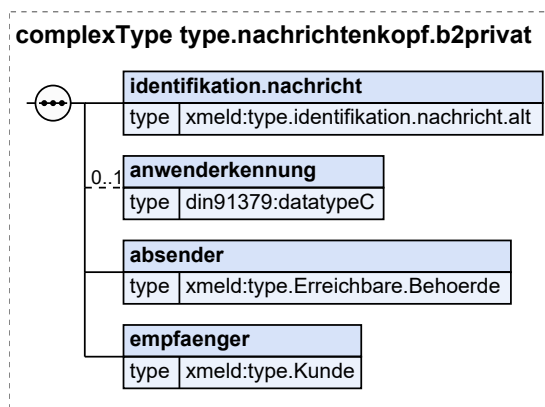 complexType type.nachrichtenkopf.b2privat
identifikation.nachricht
type xmeld:type.identifikation.nachricht.alt
0..1
anwenderkennung
type din91379:datatypeC
absender
type xmeld:type.Erreichbare.Behoerde
empfaenger
type xmeld:type.Kunde